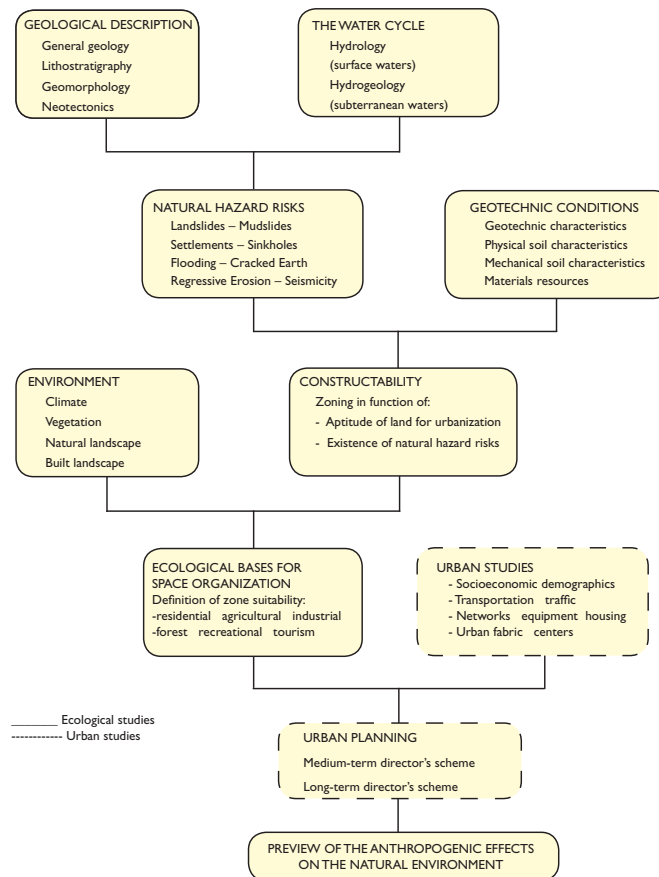 GEOLOGICAL DESCRIPTION
General geology
Lithostratigraphy
Geomorphology
Neotectonics
THE WATER CYCLE
Hydrology
(surface waters)
Hydrogeology
(subterranean waters)
NATURAL HAZARD RISKS
Landslides – Mudslides
Settlements – Sinkholes
Flooding – Cracked Earth
Regressive Erosion – Seismicity
GEOTECHNIC CONDITIONS
Geotechnic characteristics
Physical soil characteristics
Mechanical soil characteristics
Materials resources
ENVIRONMENT
Climate
Vegetation
Natural landscape
Built landscape
CONSTRUCTABILITY
Zoning in function of:
- Aptitude of land for urbanization
- Existence of natural hazard risks
ECOLOGICAL BASES FOR
SPACE ORGANIZATION
Definition of zone suitability:
-residential agricultural industrial
-forest recreational tourism
URBAN STUDIES
- Socioeconomic demographics
- Transportation traffic
- Networks equipment housing
- Urban fabric centers
________ Ecological studies
------------ Urban studies
URBAN PLANNING
Medium-term director's scheme
Long-term director's scheme
PREVIEW OF THE ANTHROPOGENIC EFFECTS
ON THE NATURAL ENVIRONMENT